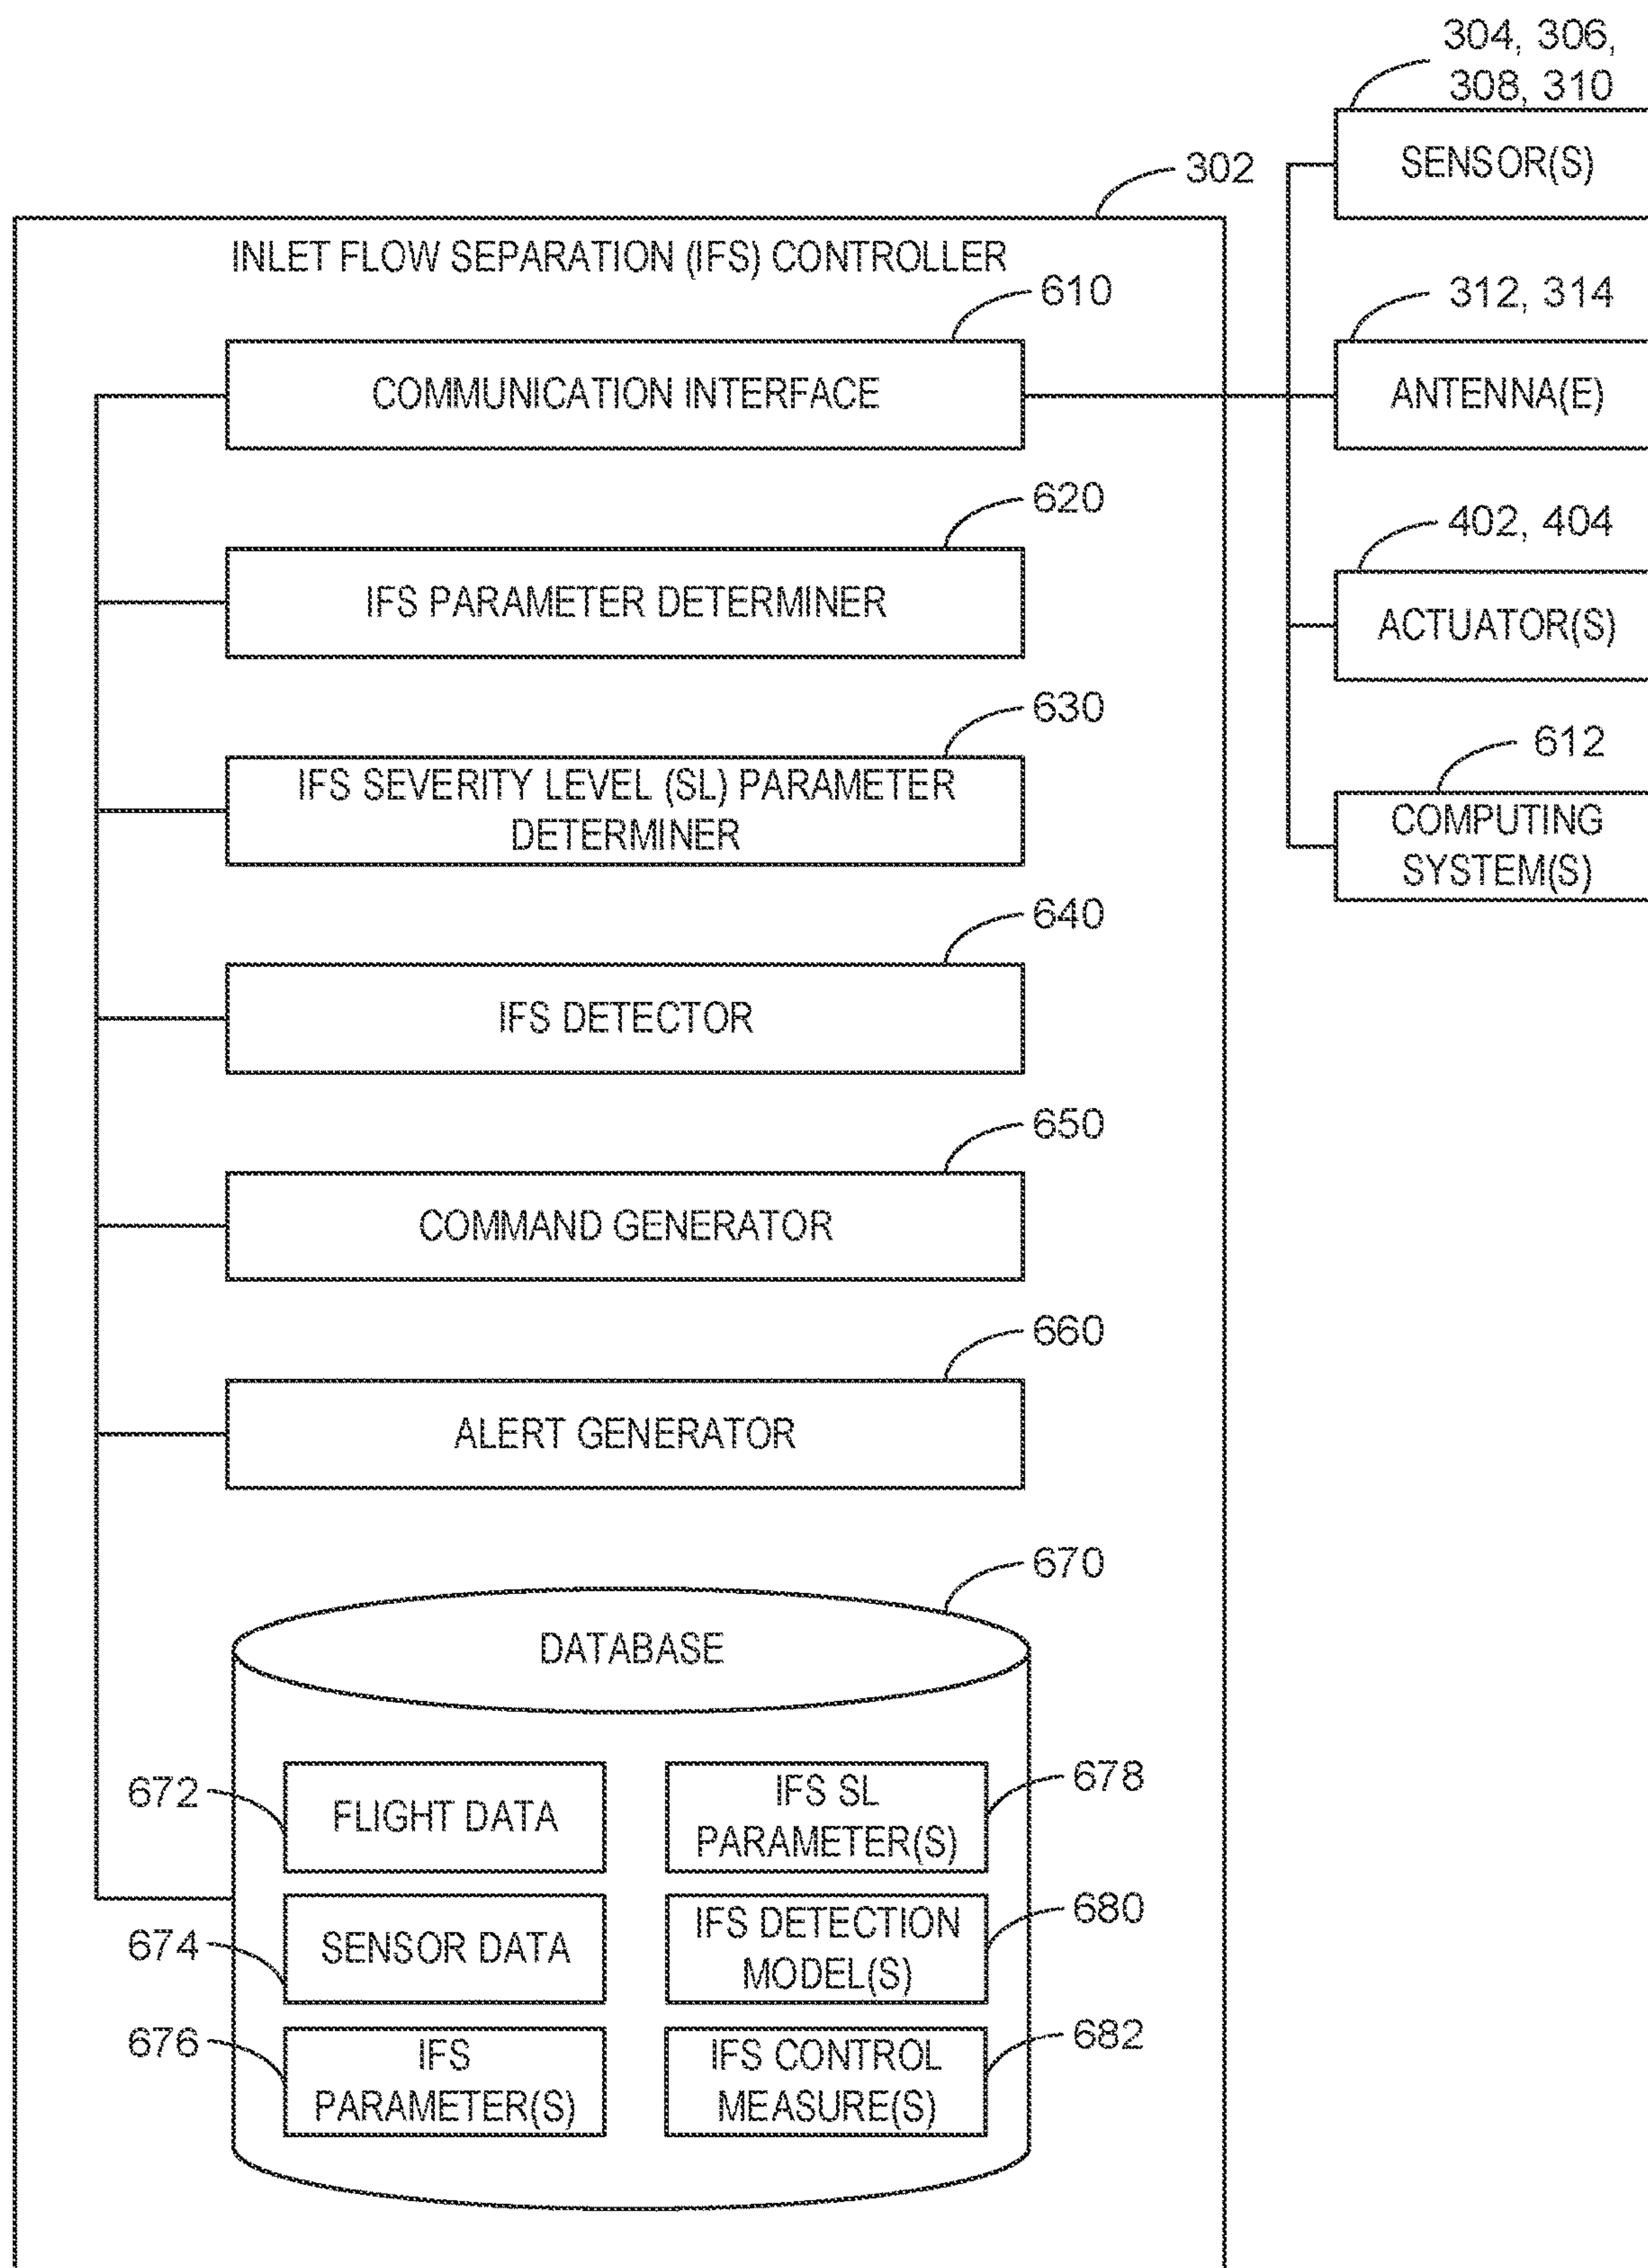 304, 306,
308, 310
SENSOR(S)
302
INLET FLOW SEPARATION (IFS) CONTROLLER
610
COMMUNICATION INTERFACE
312, 314
ANTENNA(E)
620
IFS PARAMETER DETERMINER
402, 404
ACTUATOR(S)
630
IFS SEVERITY LEVEL (SL) PARAMETER
DETERMINER
612
COMPUTING
SYSTEM(S)
640
IFS DETECTOR
650
COMMAND GENERATOR
660
ALERT GENERATOR
670
DATABASE
672
FLIGHT DATA
IFS SL
PARAMETER(S)
678
674
SENSOR DATA
IFS DETECTION
MODEL(S)
680
676
IFS
PARAMETER(S)
IFS CONTROL
MEASURE(S)
682